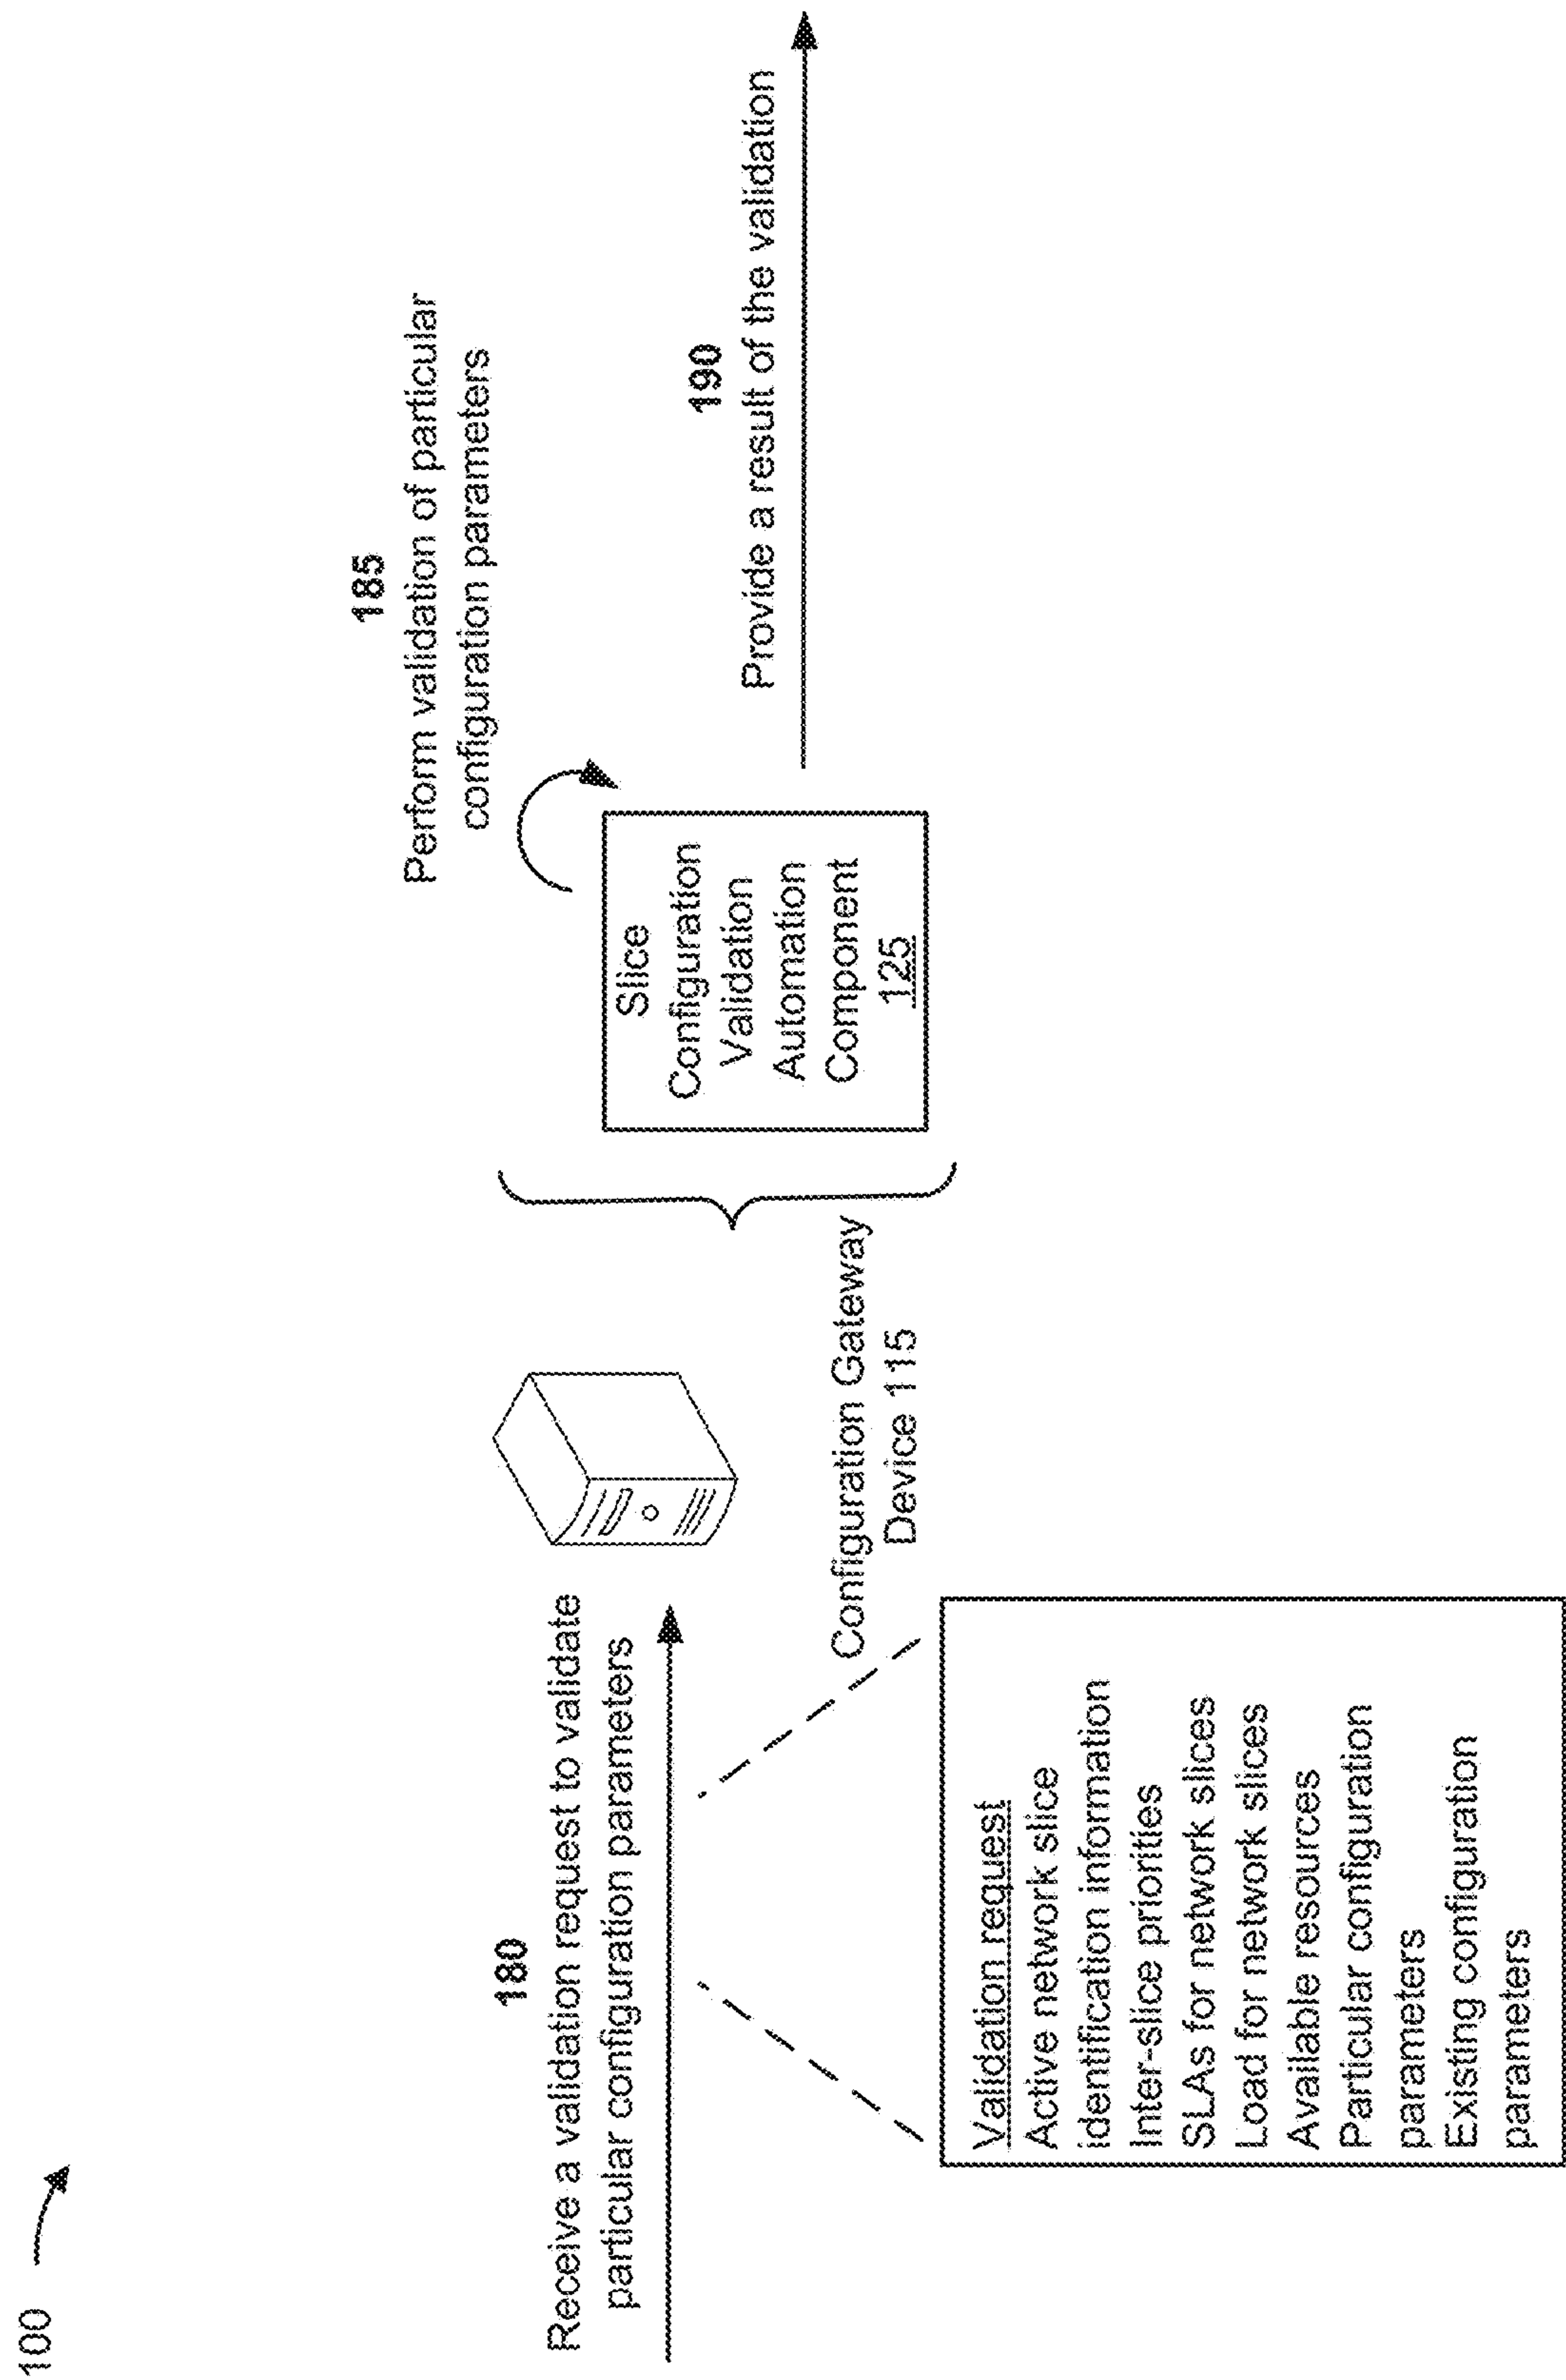 100
180
Receive a validation request to validate
particular configuration parameters
Validation request
Active network slice
identification information
Inter-slice priorities
SLAs for network slices
Load for network slices
Available resources
Particular configuration
parameters
Existing configuration
parameters
Configuration Gateway
Device 115
Slice
Configuration
Validation
Automation
Component
125
185
Perform validation of particular
configuration parameters
190
Provide a result of the validation